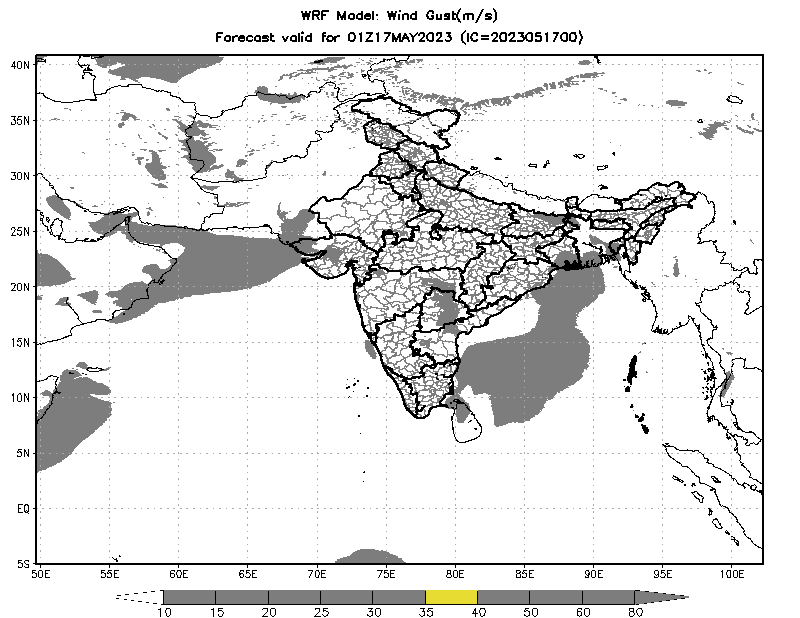 WRF Model: Wind Gust(m/s)
Forecast valid for 01Z17MAY2023 (IC=2023051700)
40N
35N
30N
25N
20N
15N
10N
5N
EQ
5S
50E 55E 60E 65E 70E 75E 80E 85E 90E 95E 100E
10 15 20 25 30 35 40 50 60 80